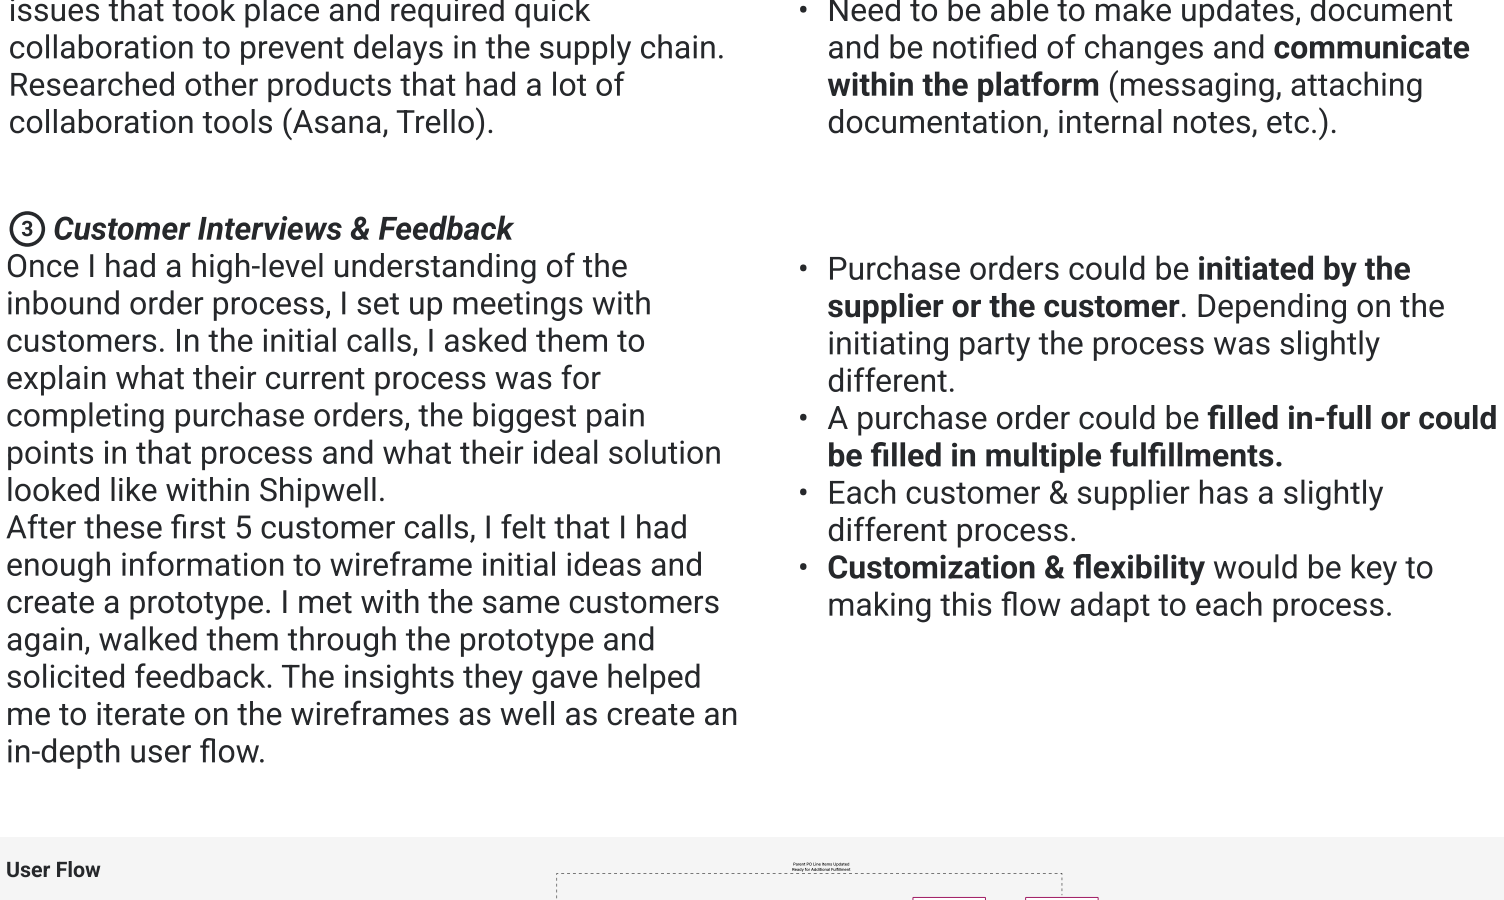 issues that took place and required quick
collaboration to prevent delays in the supply chain.
Researched other products that had a lot of
collaboration tools (Asana, Trello).
• Need to be able to make updates, document
and be notified of changes and communicate
within the platform (messaging, attaching
documentation, internal notes, etc.).
3 Customer Interviews & Feedback
Once I had a high-level understanding of the
inbound order process, I set up meetings with
customers. In the initial calls, I asked them to
explain what their current process was for
completing purchase orders, the biggest pain
points in that process and what their ideal solution
looked like within Shipwell.
After these first 5 customer calls, I felt that I had
enough information to wireframe initial ideas and
create a prototype. I met with the same customers
again, walked them through the prototype and
solicited feedback. The insights they gave helped
me to iterate on the wireframes as well as create an
in-depth user flow.
• Purchase orders could be initiated by the
supplier or the customer. Depending on the
initiating party the process was slightly
different.
• A purchase order could be filled in-full or could
be filled in multiple fulfillments.
• Each customer & supplier has a slightly
different process.
• Customization & flexibility would be key to
making this flow adapt to each process.
User Flow
Parent PO Line Items Updated
Ready for Additional Fulfillment